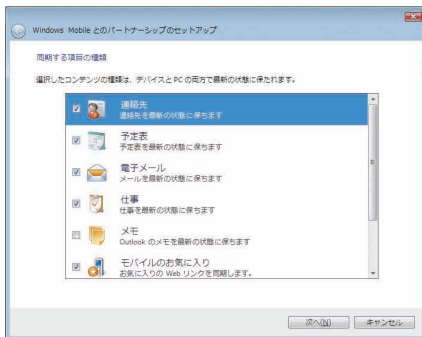 Windows Mobile とのパートナーシップのセットアップ
同期する項目の種類
選択したコンテンツの種類は、デバイスと PC の両方で最新の状態に保たれます。
連絡先
連絡先を最新の状態に保ちます
予定表
予定表を最新の状態に保ちます
電子メール
メールを最新の状態に保ちます
仕事
仕事を最新の状態に保ちます
メモ
Outlook のメモを最新の状態に保ちます
モバイルのお気に入り
お気に入りの Web リンクを同期します。
次へ(N)
キャンセル